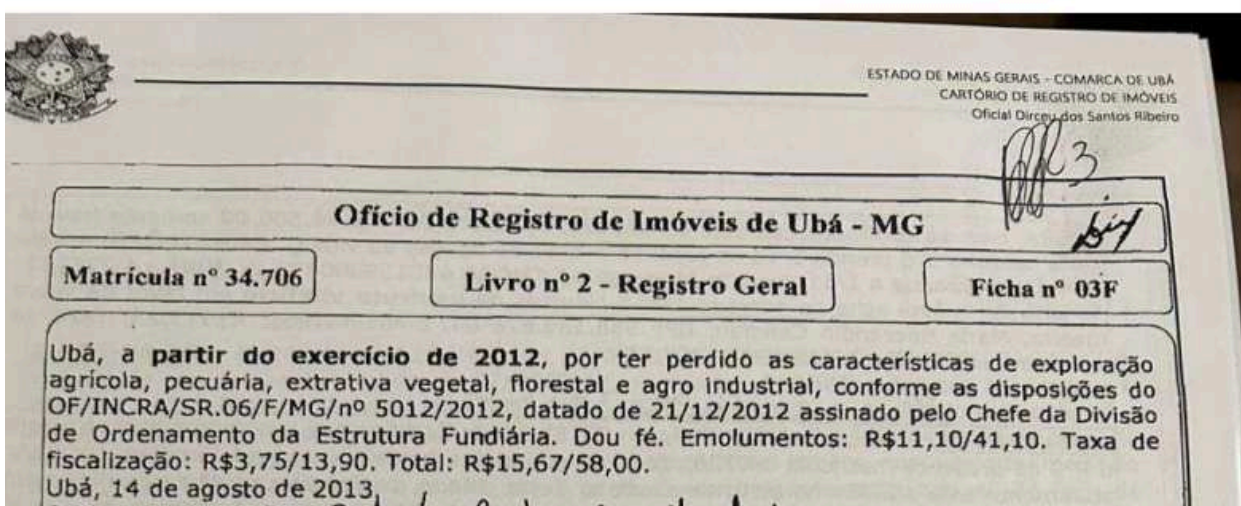 ESTADO DE MINAS GERAIS - COMARCA DE UBÁ
CARTÓRIO DE REGISTRO DE IMÓVEIS
Oficial Dirceu dos Santos Ribeiro
3
Ofício de Registro de Imóveis de Ubá - MG
Matrícula nº 34.706
Livro nº 2 - Registro Geral
Ficha nº 03F
Ubá, a partir do exercício de 2012, por ter perdido as características de exploração
agrícola, pecuária, extrativa vegetal, florestal e agro industrial, conforme as disposições do
OF/INCRA/SR.06/F/MG/nº 5012/2012, datado de 21/12/2012 assinado pelo Chefe da Divisão
de Ordenamento da Estrutura Fundiária. Dou fé. Emolumentos: R$11,10/41,10. Taxa de
fiscalização: R$3,75/13,90. Total: R$15,67/58,00.
Ubá, 14 de agosto de 2013